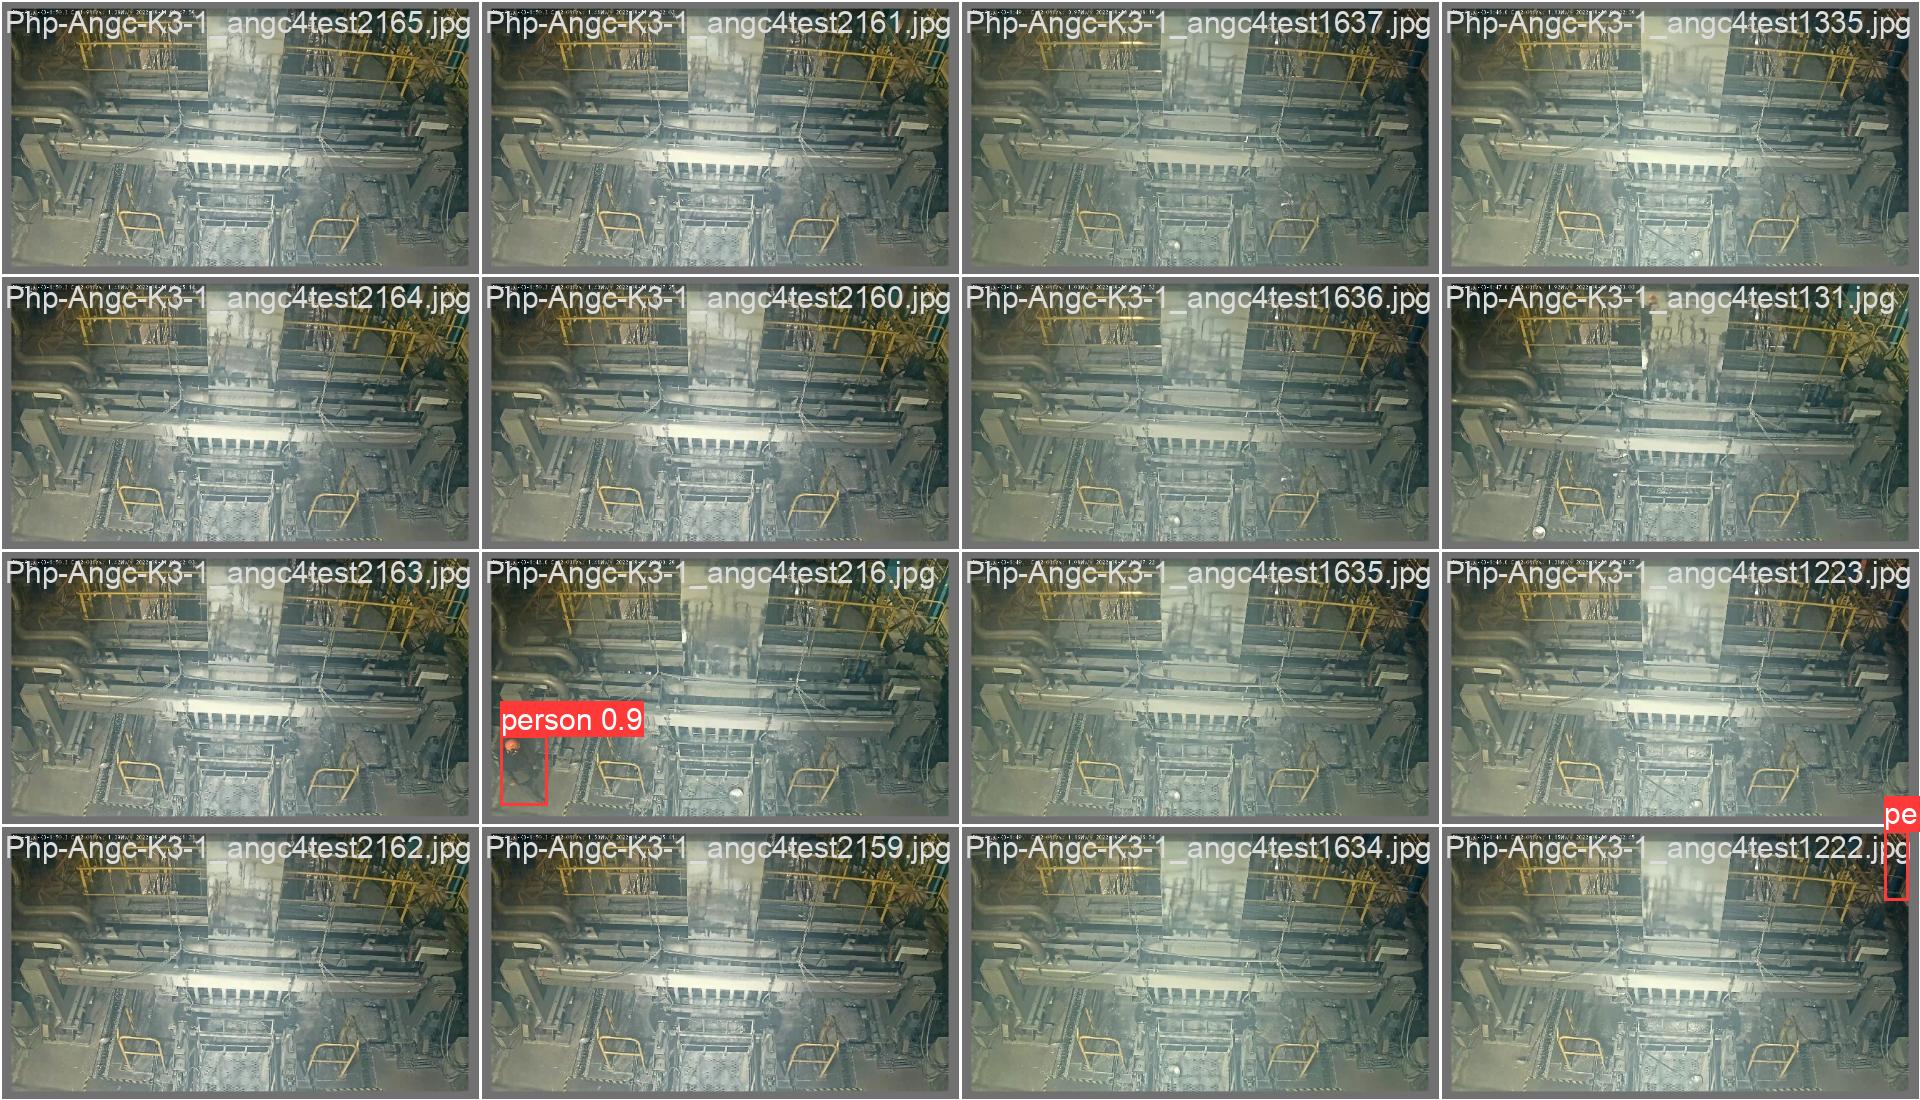 Php-Angc-K3-1_angc4test2165.jpg
Php-Angc-K3-1_angc4test2161.jpg
Php-Angc-K3-1_angc4test1637.jpg
Php-Angc-K3-1_angc4test1335.jpg
Php-Angc-K3-1_angc4test2164.jpg
Php-Angc-K3-1_angc4test2160.jpg
Php-Angc-K3-1_angc4test1636.jpg
Php-Angc-K3-1_angc4test131.jpg
Php-Angc-K3-1_angc4test2163.jpg
Php-Angc-K3-1_angc4test216.jpg
Php-Angc-K3-1_angc4test1635.jpg
Php-Angc-K3-1_angc4test1223.jpg
person 0.9
pe
Php-Angc-K3-1_angc4test2162.jpg
Php-Angc-K3-1_angc4test2159.jpg
Php-Angc-K3-1_angc4test1634.jpg
Php-Angc-K3-1_angc4test1222.jpg